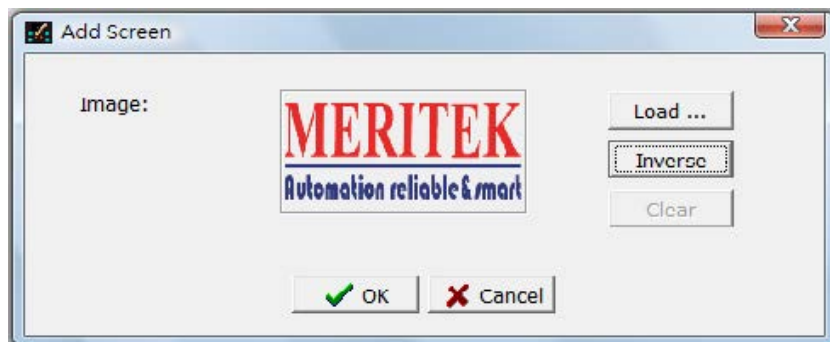 Add Screen
Image:
MERITEK
Automation reliable & smart
Load ...
Inverse
Clear
OK
Cancel